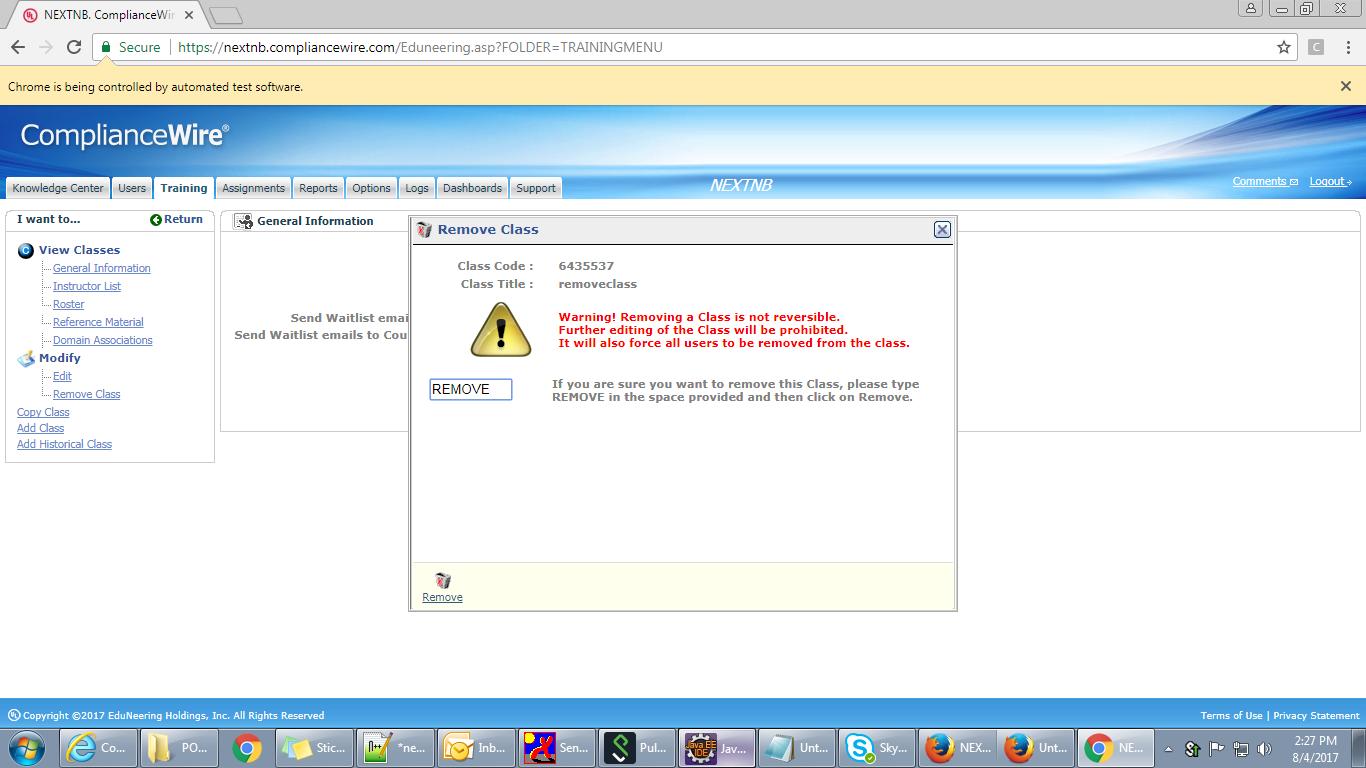 NEXTNB. ComplianceWir
Secure
https://nextnb.compliancewire.com/Eduneering.asp?FOLDER=TRAININGMENU
C
Chrome is being controlled by automated test software.
ComplianceWire®
Knowledge Center
Users
Training
Assignments
Reports
Options
Logs
Dashboards
Support
NEXTNB
Comments
Logout
I want to...
Return
View Classes
General Information
Instructor List
Roster
Reference Material
Domain Associations
Modify
Edit
Remove Class
Copy Class
Add Class
Add Historical Class
General Information
Send Waitlist emai
Send Waitlist emails to Cou
Remove Class
Class Code : 6435537
Class Title : removeclass
Warning! Removing a Class is not reversible.
Further editing of the Class will be prohibited.
It will also force all users to be removed from the class.
REMOVE
If you are sure you want to remove this Class, please type
REMOVE in the space provided and then click on Remove.
Remove
Copyright ©2017 EduNeering Holdings, Inc. All Rights Reserved
Terms of Use | Privacy Statement
Co...
PO...
Stic...
*ne...
Inb...
Sen...
Pul...
Java EE
IDE
Jav...
Unt...
Sky...
NEX...
Unt...
NE...
2:27 PM
8/4/2017